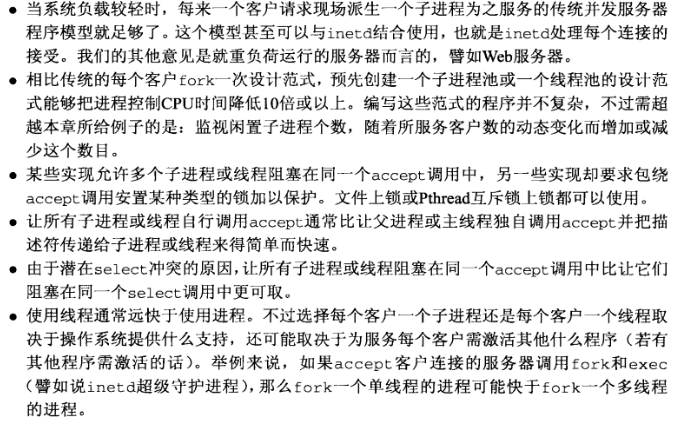 ● 当系统负载较轻时，每来一个客户请求现场派生一个子进程为之服务的传统并发服务器
程序模型就足够了。这个模型甚至可以与inetd结合使用，也就是inetd处理每个连接的
接受。我们的其他意见是就重负荷运行的服务器而言的，譬如Web服务器。
● 相比传统的每个客户fork一次设计范式，预先创建一个子进程池或一个线程池的设计范
式能够把进程控制CPU时间降低10倍或以上。编写这些范式的程序并不复杂，不过需超
越本章所给例子的是：监视闲置子进程个数，随着所服务客户数的动态变化而增加或减
少这个数目。
● 某些实现允许多个子进程或线程阻塞在同一个accept调用中，另一些实现却要求包绕
accept调用安置某种类型的锁加以保护。文件上锁或Pthread互斥锁上锁都可以使用。
● 让所有子进程或线程自行调用accept通常比让父进程或主线程独自调用accept并把描
述符传递给子进程或线程来得简单而快速。
● 由于潜在select冲突的原因，让所有子进程或线程阻塞在同一个accept调用中比让它们
阻塞在同一个select调用中更可取。
● 使用线程通常远快于使用进程。不过选择每个客户一个子进程还是每个客户一个线程取
决于操作系统提供什么支持，还可能取决于为服务每个客户需激活其他什么程序（若有
其他程序需激活的话）。举例来说，如果accept客户连接的服务器调用fork和exec
（譬如说inetd超级守护进程），那么fork一个单线程的进程可能快于fork一个多线程
的进程。